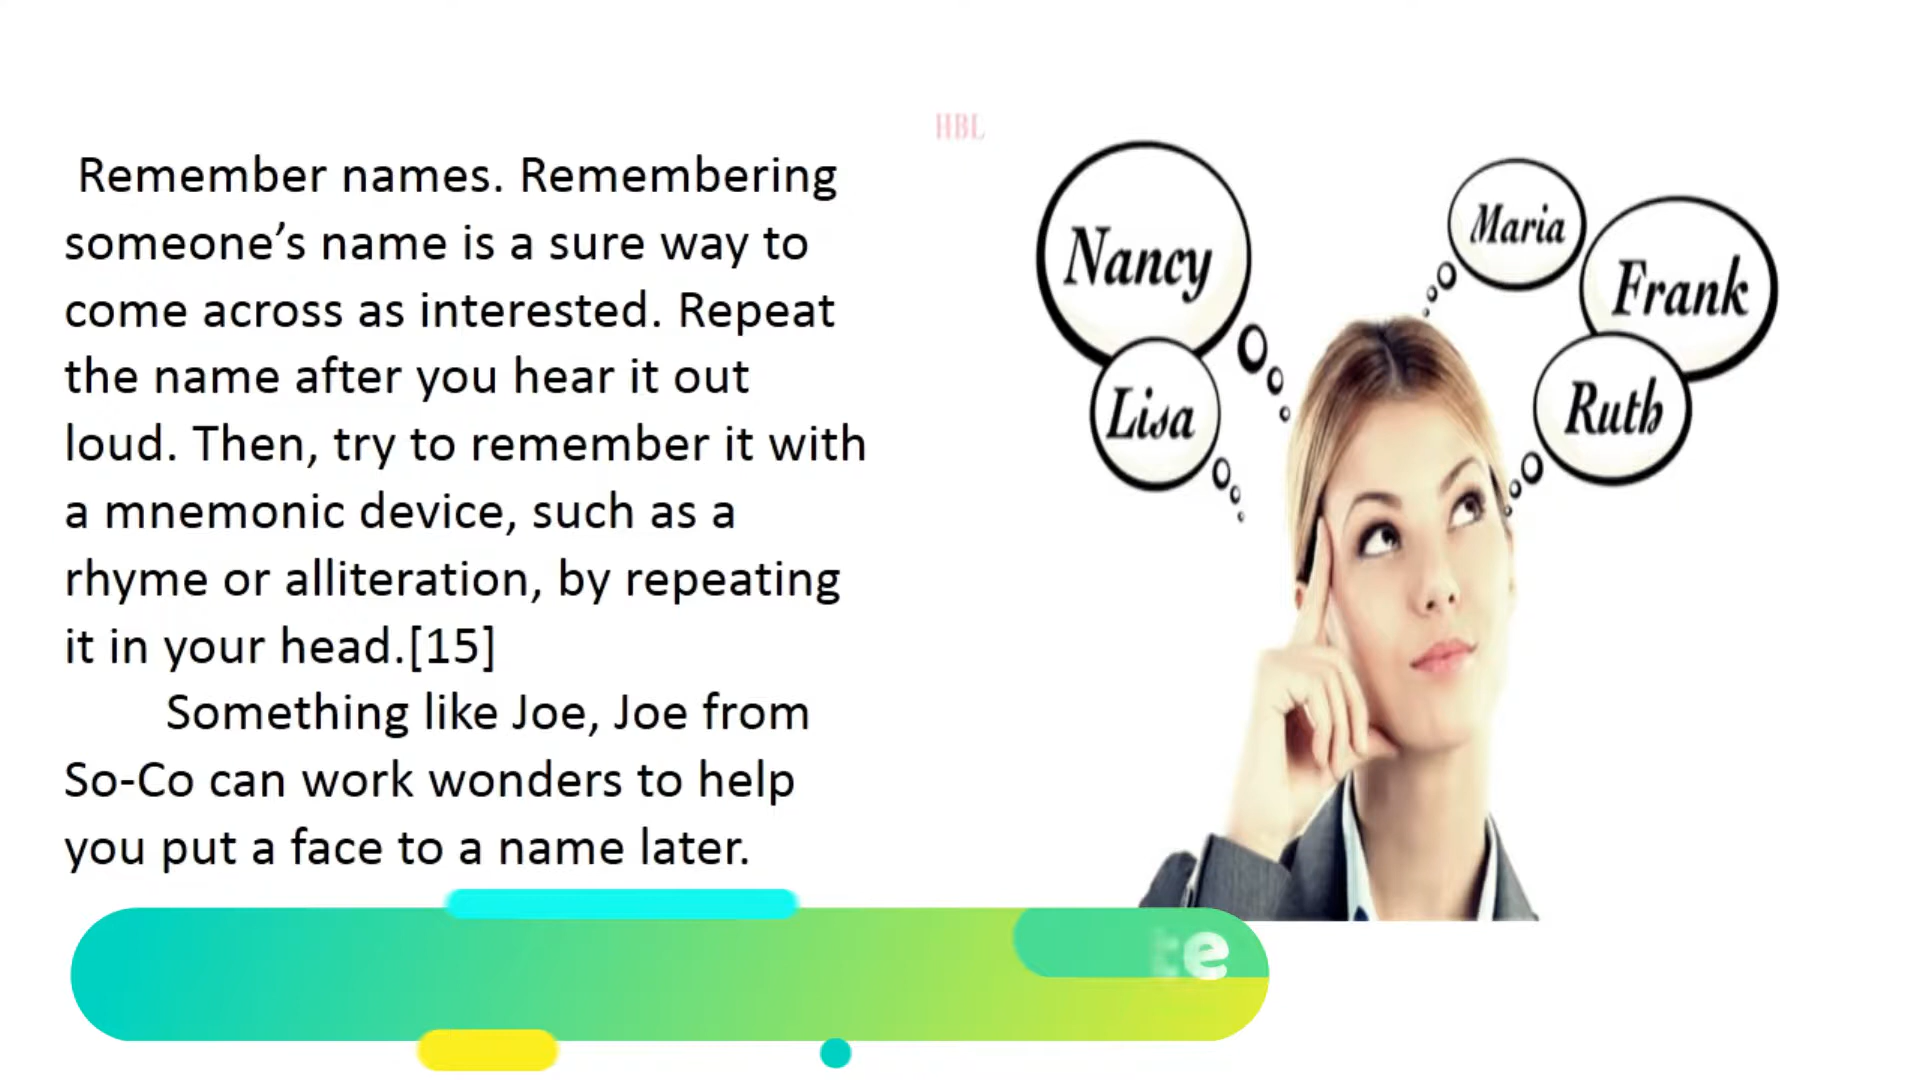 Remember names. Remembering
someone’s name is a sure way to
come across as interested. Repeat
the name after you hear it out
loud. Then, try to remember it with
a mnemonic device, such as a
rhyme or alliteration, by repeating
it in your head.[15]
Something like Joe, Joe from
So-Co can work wonders to help
you put a face to a name later.
HBL
Nancy
Lisa
Maria
Frank
Ruth
te